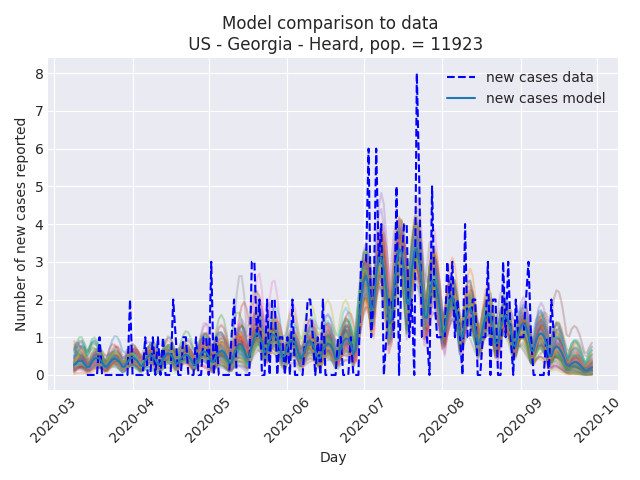 Model comparison to data
US - Georgia - Heard, pop. = 11923
new cases data
new cases model
Number of new cases reported
8
7
6
5
4
3
2
1
0
2020-03
2020-04
2020-05
2020-06
2020-07
2020-08
2020-09
2020-10
Day